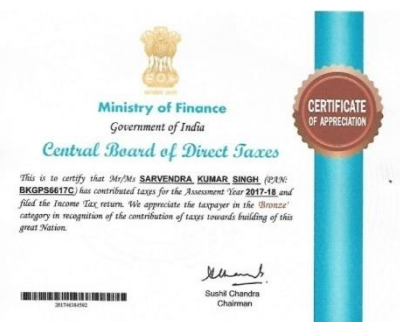 Ministry of Finance
Government of India
Central Board of Direct Taxes
CERTIFICATE
OF APPRECIATION
This is to certify that Mr/Ms SARVENDRA KUMAR SINGH (PAN:
BKGPS6617C) has contributed taxes for the Assessment Year 2017-18 and
filed the Income Tax return. We appreciate the taxpayer in the 'Bronze'
category in recognition of the contribution of taxes towards building of this
great Nation.
Sushil Chandra
Chairman